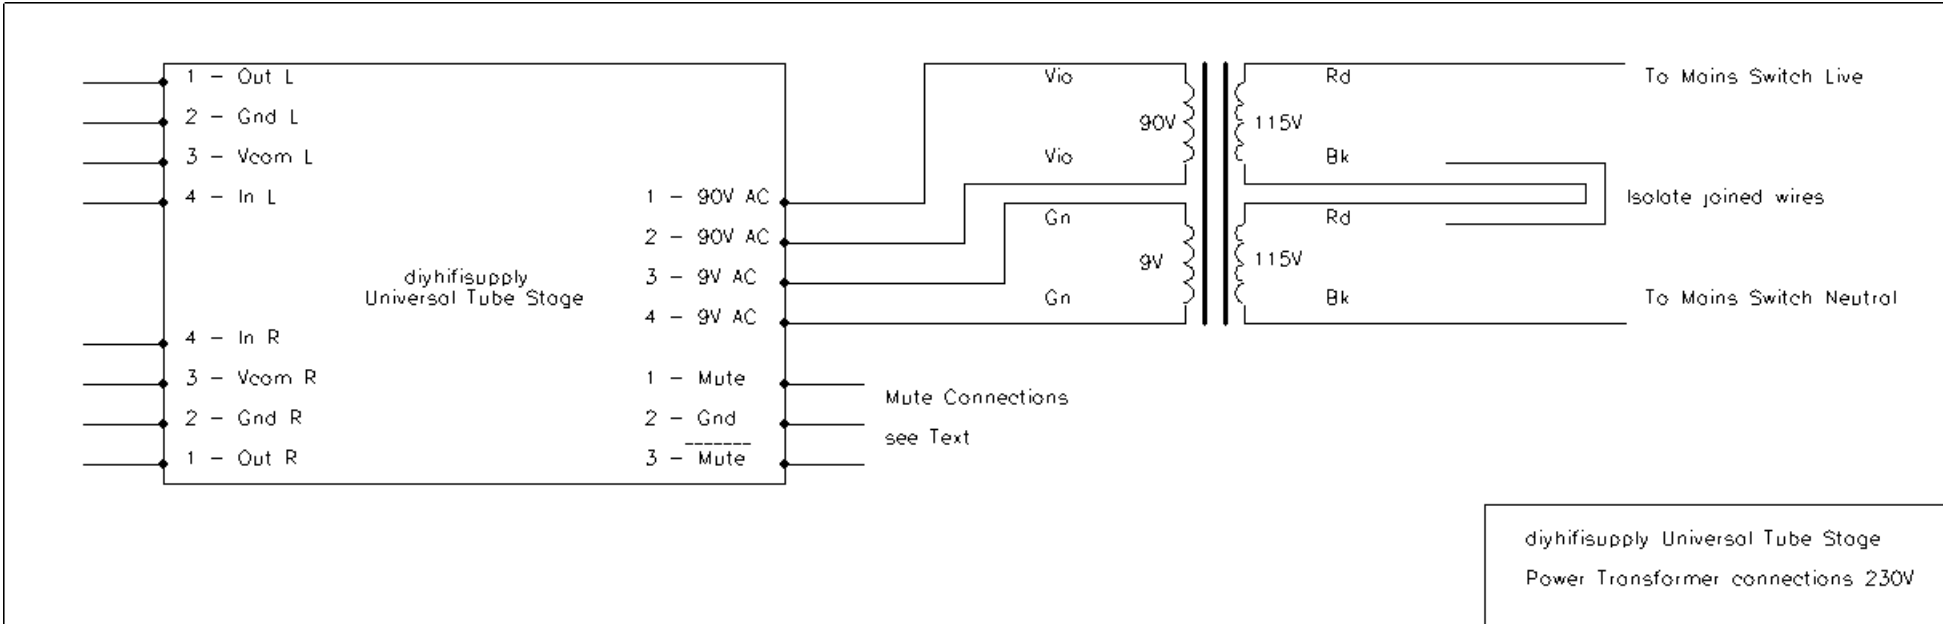 1 - Out L
2 - Gnd L
3 - Vcom L
4 - In L
diyhifisupply
Universal Tube Stage
4 - In R
3 - Vcom R
2 - Gnd R
1 - Out R
1 - 90V AC
2 - 90V AC
3 - 9V AC
4 - 9V AC
1 - Mute
2 - Gnd
3 - Mute
Mute Connections
see Text
Vio
90V
Vio
Gn
9V
Gn
Rd
115V
Bk
Rd
115V
Bk
To Mains Switch Live
Isolate joined wires
To Mains Switch Neutral
diyhifisupply Universal Tube Stage
Power Transformer connections 230V